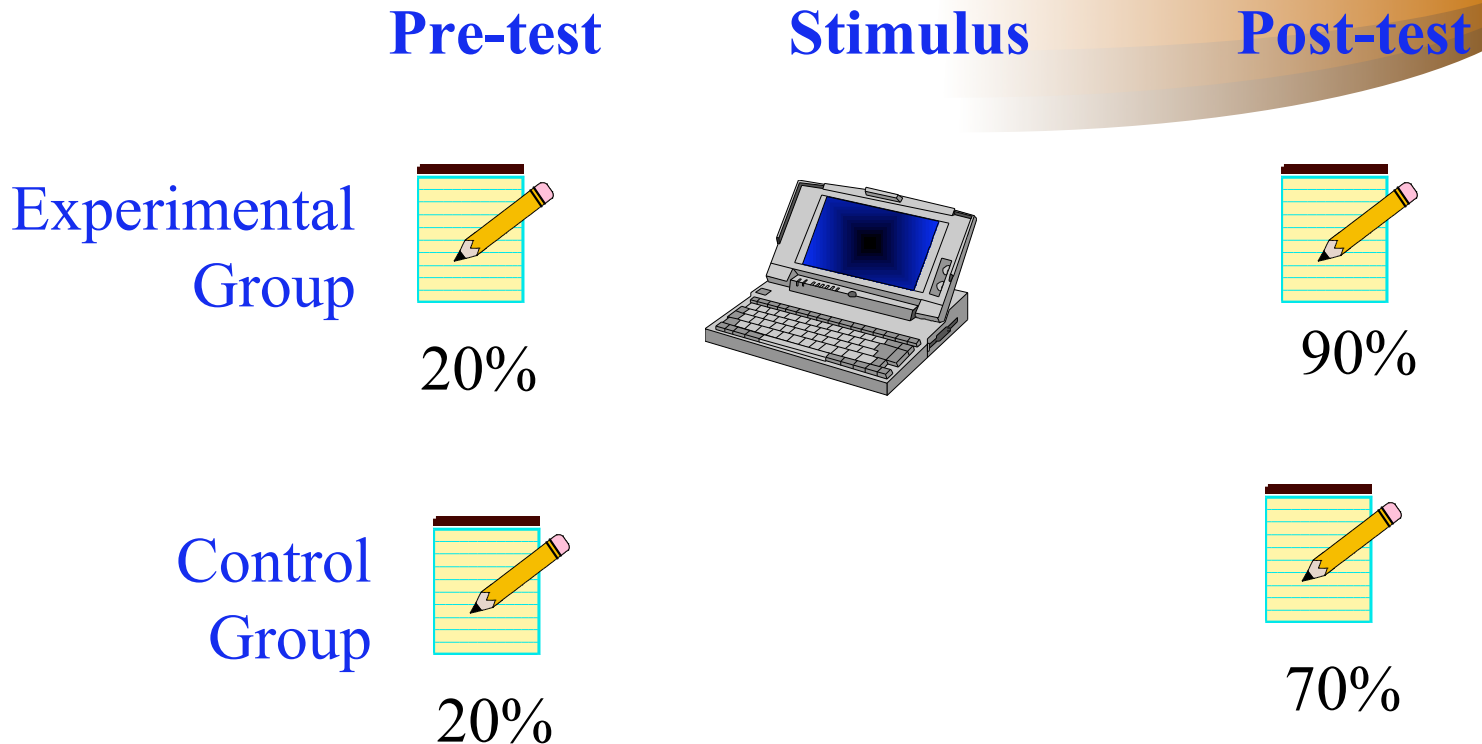 Pre-test Stimulus Post-test
Experimental
Group
20% 90%
Control
Group
20% 70%